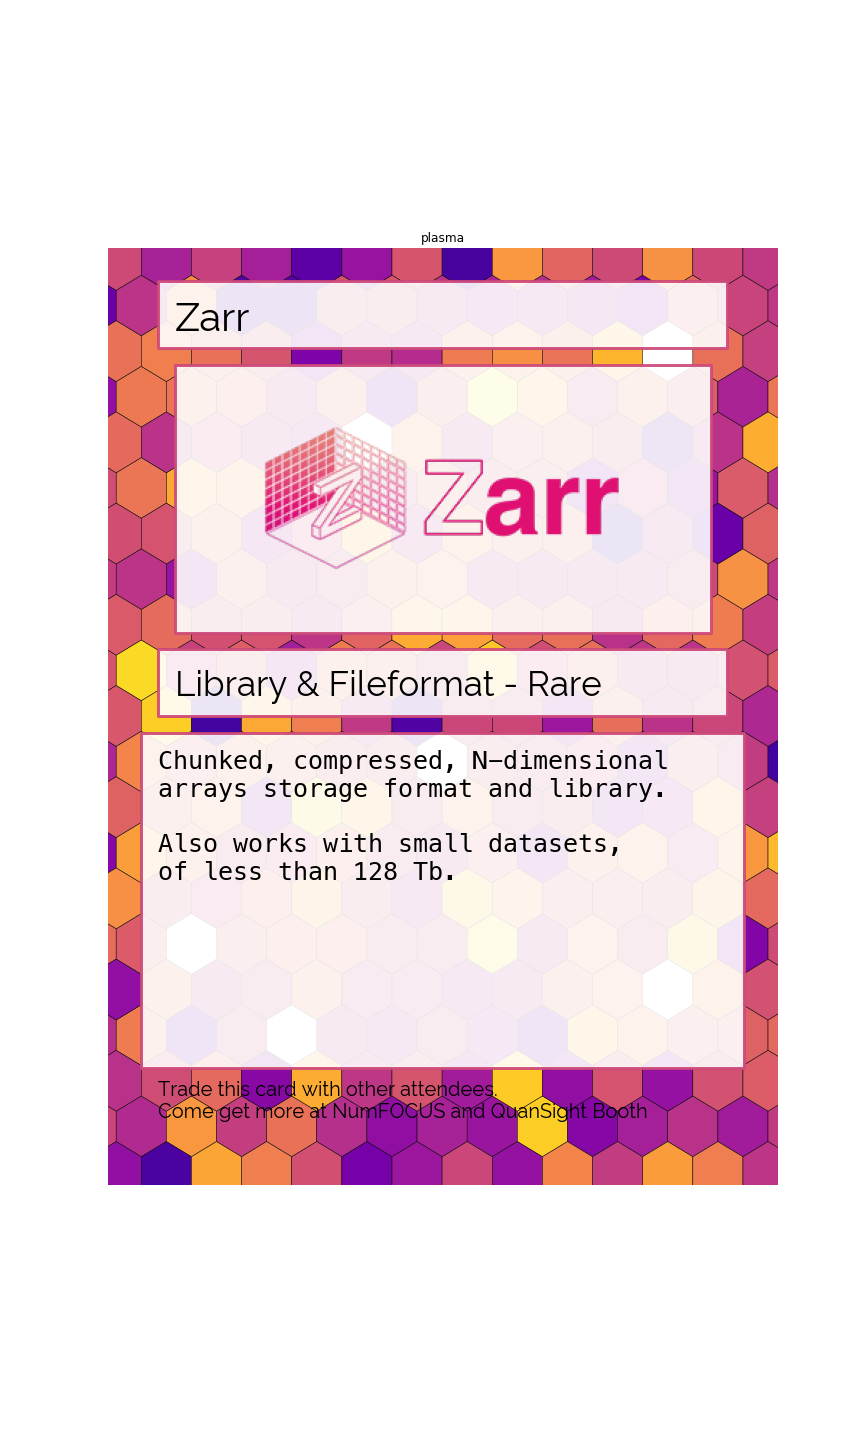 plasma
Zarr
Zarr
Library & Fileformat - Rare
Chunked, compressed, N-dimensional
arrays storage format and library.
Also works with small datasets,
of less than 128 Tb.
Trade this card with other attendees.
Come get more at NumFOCUS and QuanSight Booth